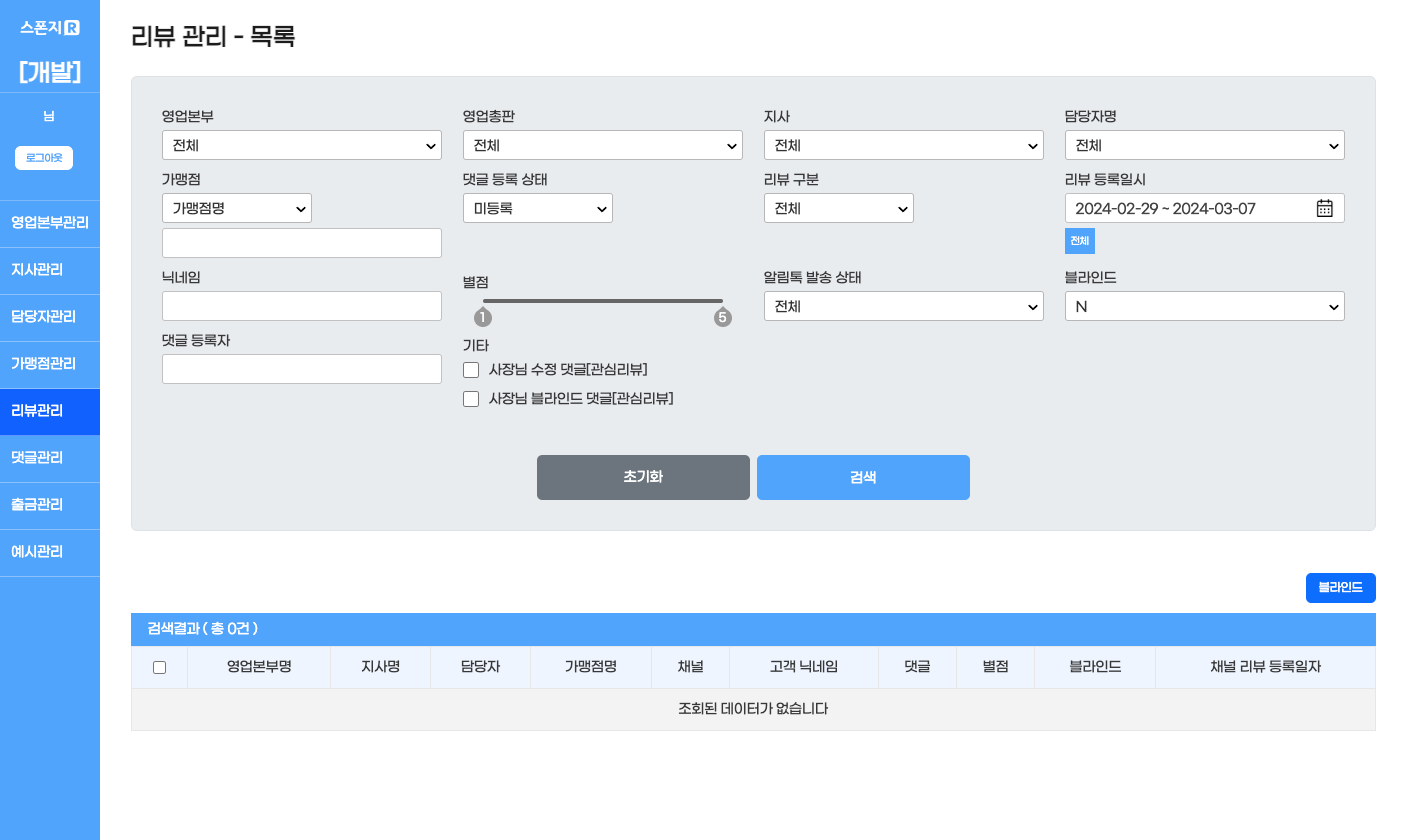 스폰지R
[개발]
님
로그아웃
영업본부관리
지사관리
담당자관리
가맹점관리
리뷰관리
댓글관리
출금관리
예시관리
리뷰 관리 - 목록
영업본부 영업총판 지사 담당자명
전체 전체 전체 전체
가맹점 댓글 등록 상태 리뷰 구분 리뷰 등록일시
가맹점명 미등록 전체 2024-02-29 ~ 2024-03-07
전체
닉네임 별점 알림톡 발송 상태 블라인드
전체 N
1 5
댓글 등록자 기타
사장님 수정 댓글[관심리뷰]
사장님 블라인드 댓글[관심리뷰]
초기화 검색
블라인드
검색결과 ( 총 0건 )
영업본부명 지사명 담당자 가맹점명 채널 고객 닉네임 댓글 별점 블라인드 채널 리뷰 등록일자
조회된 데이터가 없습니다